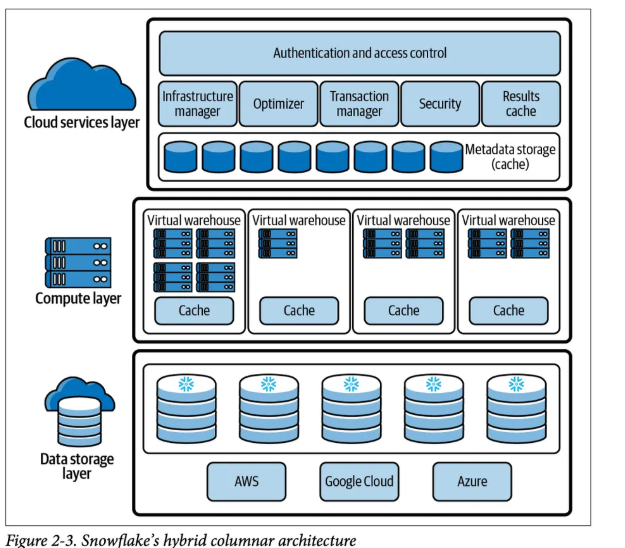 Authentication and access control
Cloud services layer
Infrastructure
manager
Optimizer
Transaction
manager
Security
Results
cache
Metadata storage
(cache)
Compute layer
Virtual warehouse
Cache
Virtual warehouse
Cache
Virtual warehouse
Cache
Virtual warehouse
Cache
Data storage
layer
AWS
Google Cloud
Azure
Figure 2-3. Snowflake’s hybrid columnar architecture